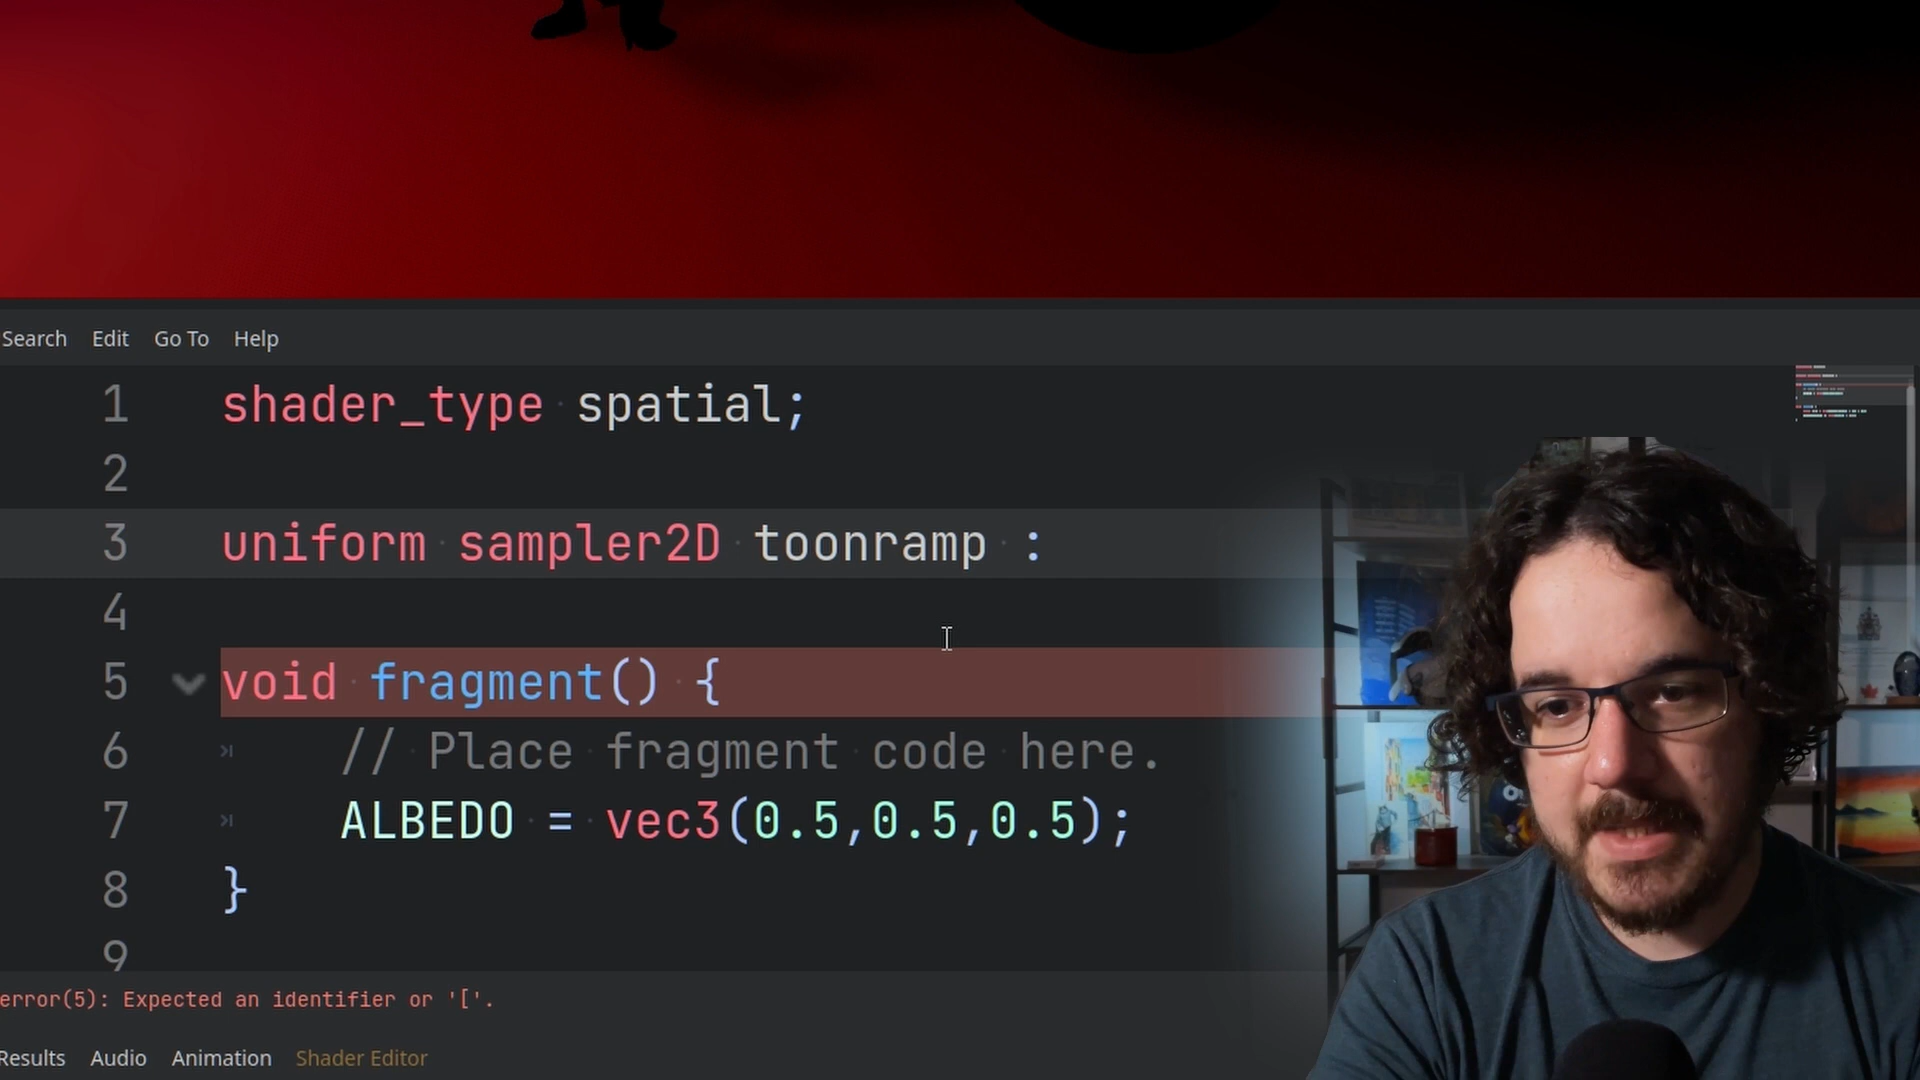 Search Edit Go To Help
1 shader_type spatial;
2
3 uniform sampler2D toonramp :
4
5 void fragment() {
6 // Place fragment code here.
7 ALBEDO = vec3(0.5,0.5,0.5);
8 }
9
error(5): Expected an identifier or '['.
Results Audio Animation Shader Editor